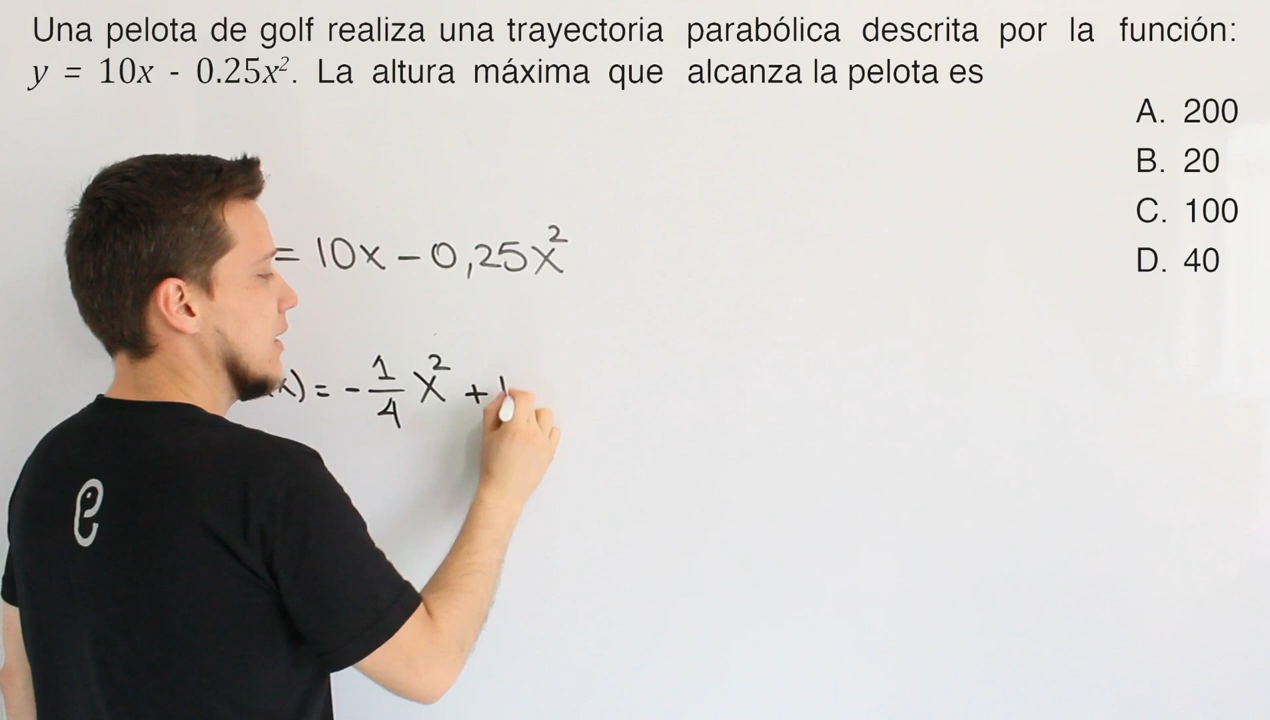 Una pelota de golf realiza una trayectoria parabólica descrita por la función:
y = 10x - 0.25x². La altura máxima que alcanza la pelota es
A. 200
B. 20
C. 100
D. 40
= 10x - 0,25x²
x) = - 1/4 x² +
e